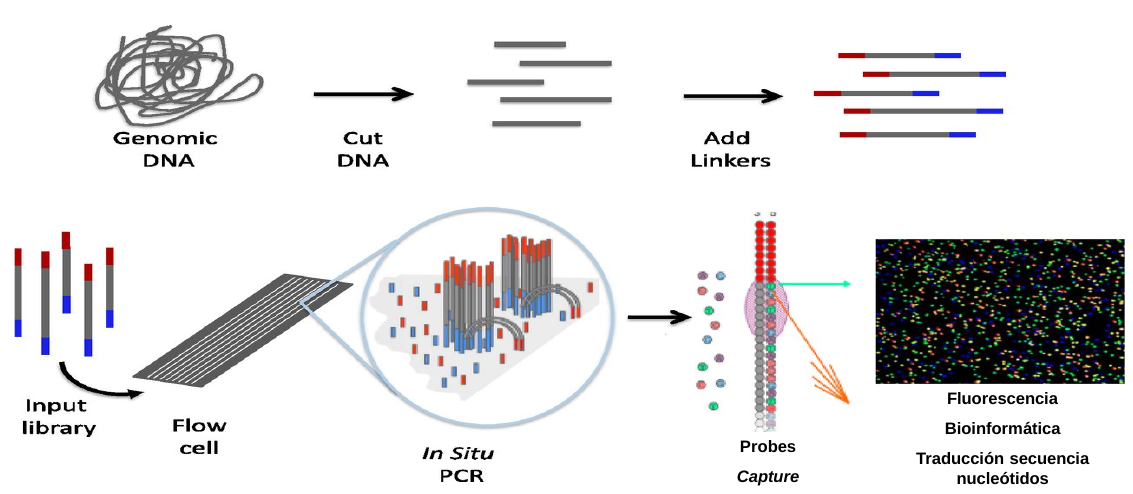 Genomic
DNA
Cut
DNA
Add
Linkers
Input
library
Flow
cell
In Situ
PCR
Probes
Capture
Fluorescencia
Bioinformática
Traducción secuencia
nucleótidos